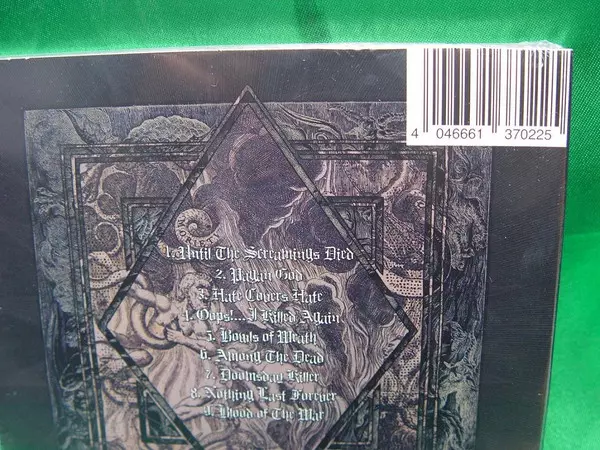 4 046661 370225
1. Until The Screamings Died
2. Pagan God
3. Hate Covers Hate
4. Oops!... I Killed Again
5. Bowls of Wrath
6. Among The Dead
7. Doomsday Killer
8. Nothing Last Forever
9. Blood of The War